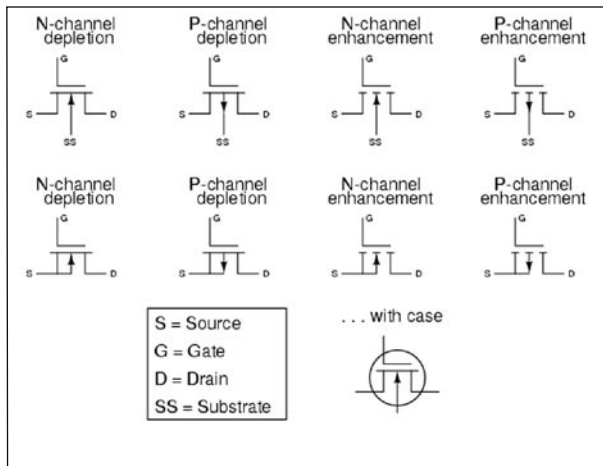 N-channel depletion
P-channel depletion
N-channel enhancement
P-channel enhancement
G
G
G
G
S
D
S
D
S
D
S
D
SS
SS
SS
SS
N-channel depletion
P-channel depletion
N-channel enhancement
P-channel enhancement
G
G
G
G
S
D
S
D
S
D
S
D
S = Source
G = Gate
D = Drain
SS = Substrate
. . . with case